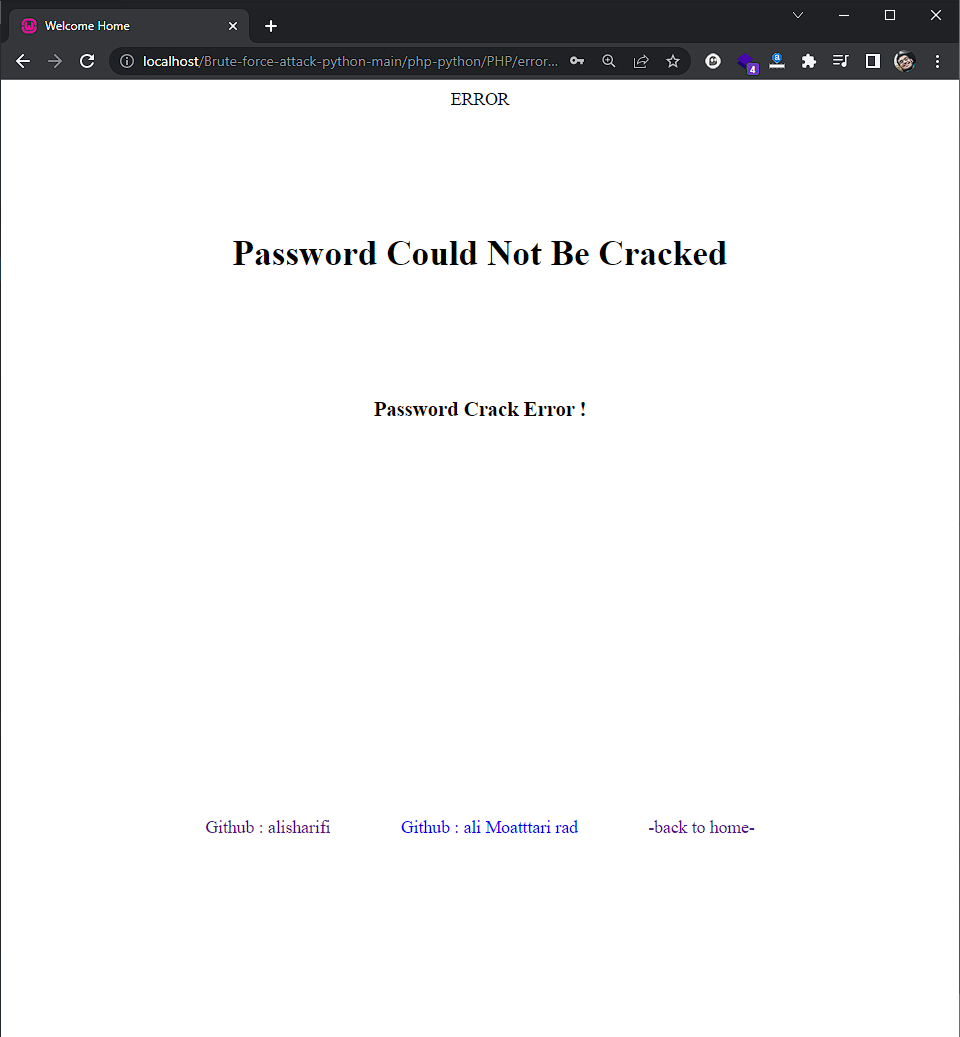 Welcome Home
localhost/Brute-force-attack-python-main/php-python/PHP/error...
4
ERROR
Password Could Not Be Cracked
Password Crack Error !
Github : alisharifi
Github : ali Moatttari rad
-back to home-